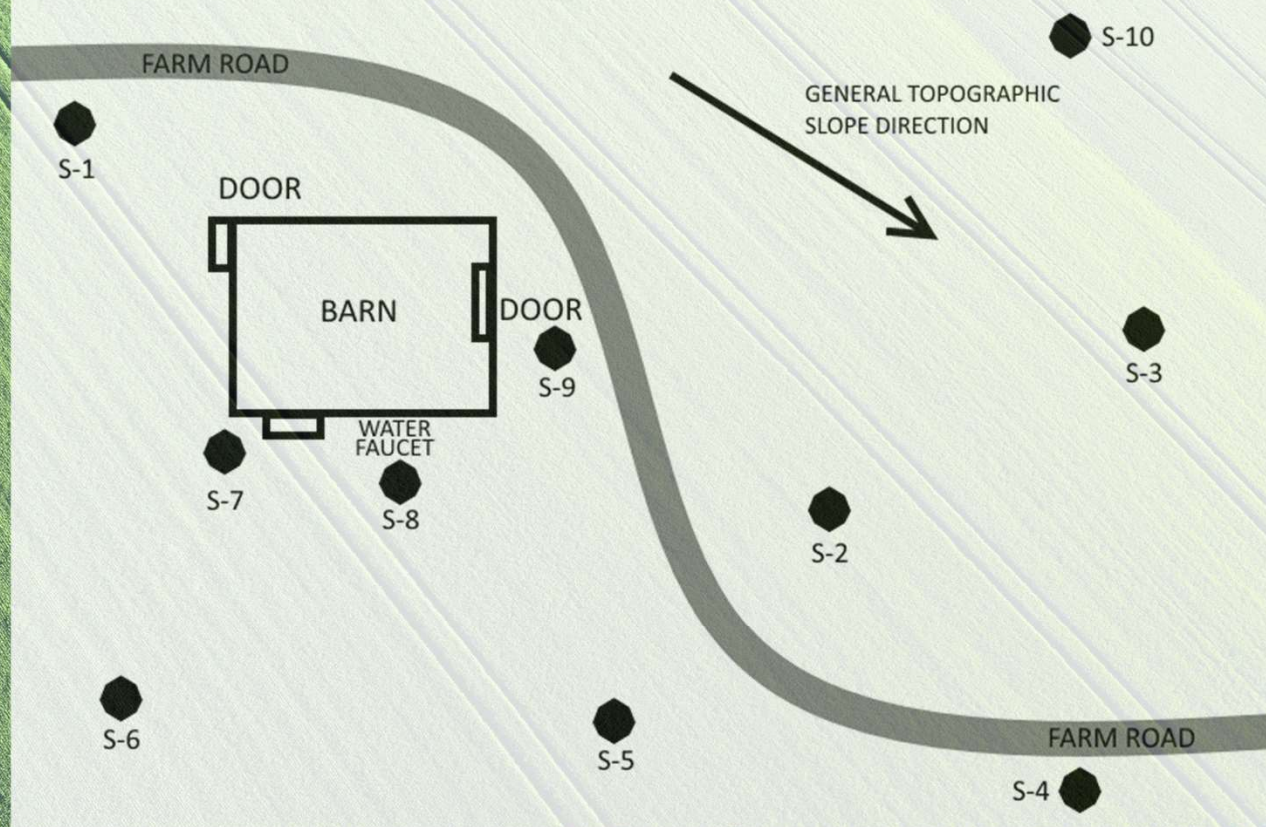 S-10
FARM ROAD
GENERAL TOPOGRAPHIC
SLOPE DIRECTION
S-1
DOOR
BARN
DOOR
S-3
S-9
WATER
FAUCET
S-7
S-8
S-2
S-6
S-5
FARM ROAD
S-4